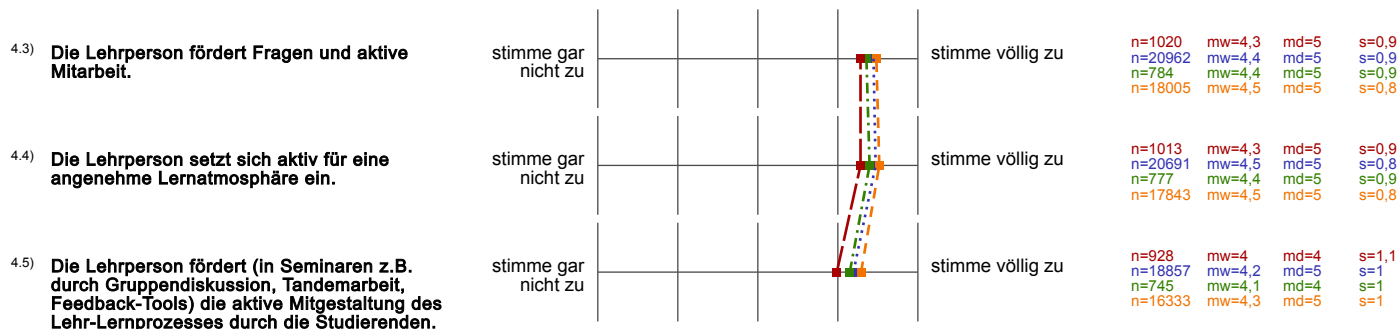 4.3) Die Lehrperson fördert Fragen und aktive
Mitarbeit.
stimme gar
nicht zu
stimme völlig zu
n=1020 mw=4,3 md=5 s=0,9
n=20962 mw=4,4 md=5 s=0,9
n=784 mw=4,4 md=5 s=0,9
n=18005 mw=4,5 md=5 s=0,8
4.4) Die Lehrperson setzt sich aktiv für eine
angenehme Lernatmosphäre ein.
stimme gar
nicht zu
stimme völlig zu
n=1013 mw=4,3 md=5 s=0,9
n=20691 mw=4,5 md=5 s=0,8
n=777 mw=4,4 md=5 s=0,9
n=17843 mw=4,5 md=5 s=0,8
4.5) Die Lehrperson fördert (in Seminaren z.B.
durch Gruppendiskussion, Tandemarbeit,
Feedback-Tools) die aktive Mitgestaltung des
Lehr-Lernprozesses durch die Studierenden.
stimme gar
nicht zu
stimme völlig zu
n=928 mw=4 md=4 s=1,1
n=18857 mw=4,2 md=5 s=1
n=745 mw=4,1 md=4 s=1
n=16333 mw=4,3 md=5 s=1